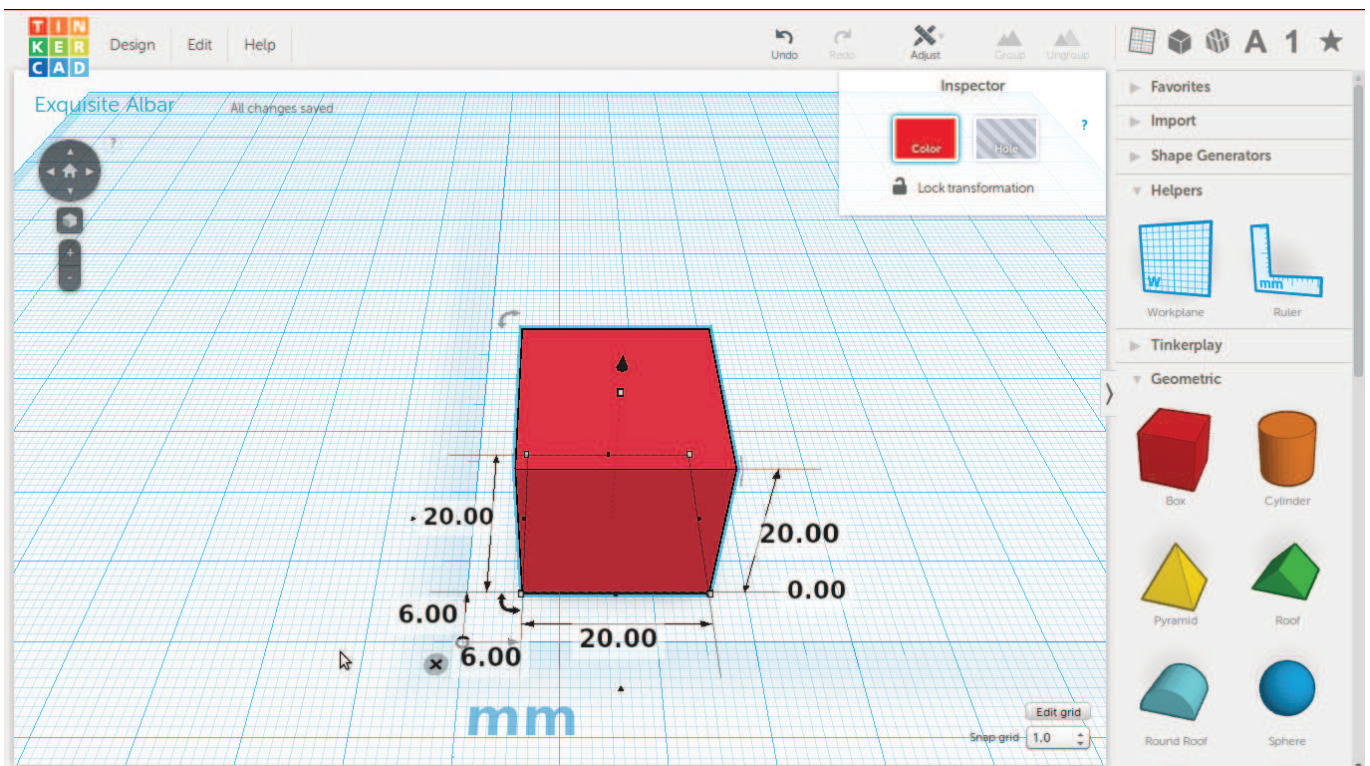 TIN
KER
CAD
Design Edit Help
Undo Redo Adjust Group Ungroup
A 1
Exquisite Albar
All changes saved
?
Inspector
?
Color Hole
Lock transformation
+
-
20.00
20.00
0.00
6.00
20.00
6.00
mm
Edit grid
Snap grid 1.0
Favorites
Import
Shape Generators
Helpers
W mm
Workplane Ruler
Tinkerplay
Geometric
Box Cylinder
Pyramid Roof
Round Roof Sphere